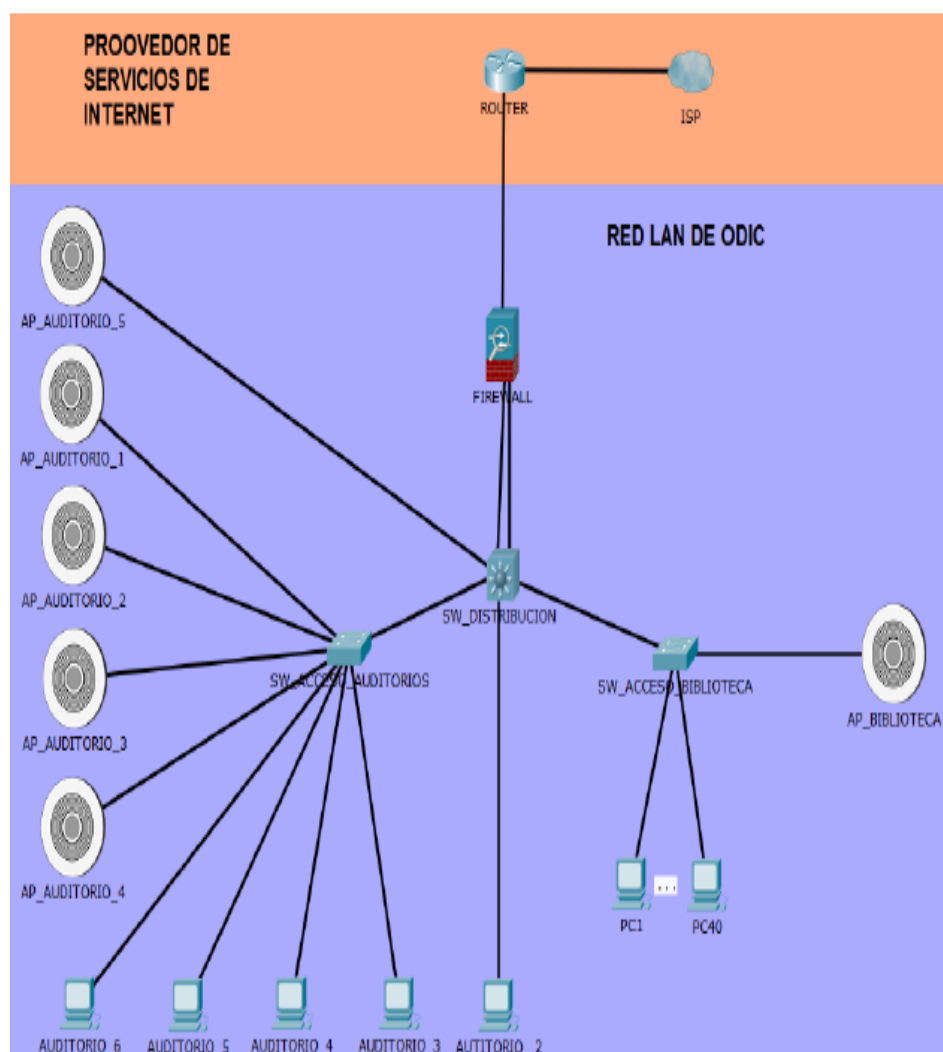 PROOVEDOR DE
SERVICIOS DE
INTERNET
ROUTER
ISP
RED LAN DE ODIC
AP_AUDITORIO_5
FIREWALL
AP_AUDITORIO_1
AP_AUDITORIO_2
SW_DISTRIBUCION
SW_ACCESO_AUDITORIOS
SW_ACCESO_BIBLIOTECA
AP_BIBLIOTECA
AP_AUDITORIO_3
AP_AUDITORIO_4
...
PC1
PC40
AUDITORIO_6
AUDITORIO_5
AUDITORIO_4
AUDITORIO_3
AUTITORIO_2